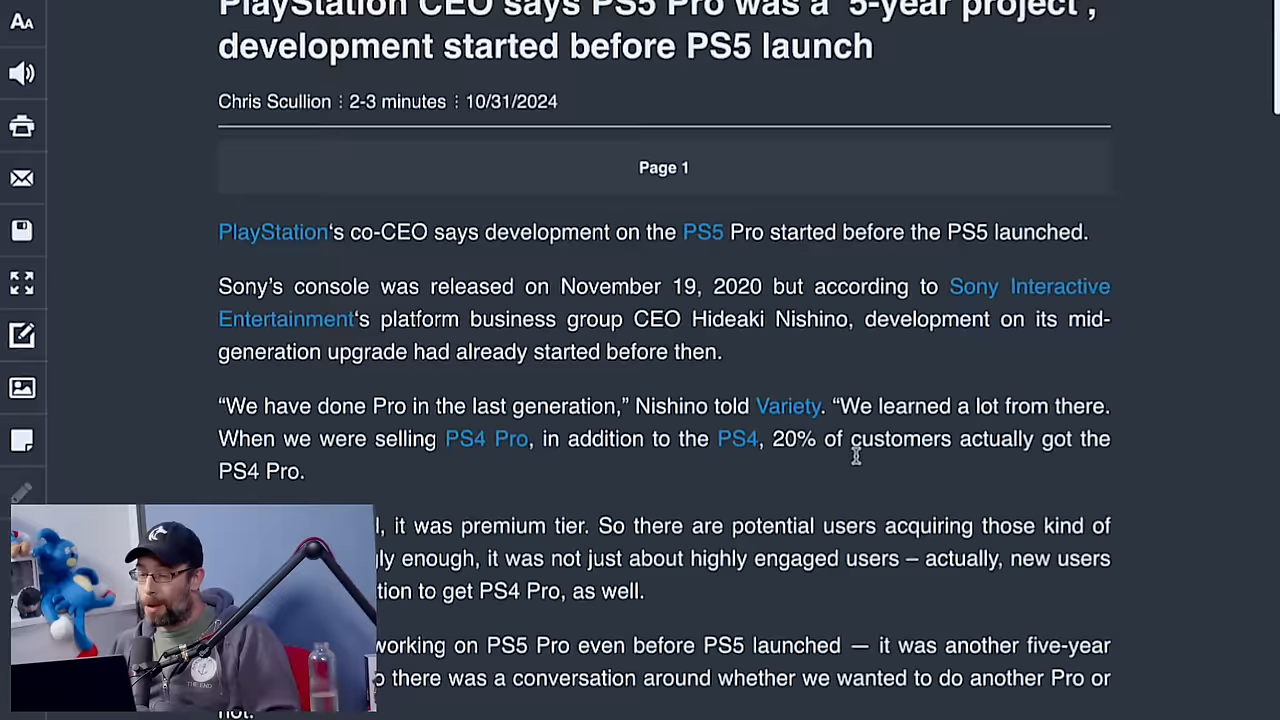 PlayStation CEO says PS5 Pro was a '5-year project',
development started before PS5 launch
Chris Scullion ⋮ 2-3 minutes ⋮ 10/31/2024
Page 1
PlayStation‘s co-CEO says development on the PS5 Pro started before the PS5 launched.
Sony’s console was released on November 19, 2020 but according to Sony Interactive
Entertainment‘s platform business group CEO Hideaki Nishino, development on its mid-
generation upgrade had already started before then.
“We have done Pro in the last generation,” Nishino told Variety. “We learned a lot from there.
When we were selling PS4 Pro, in addition to the PS4, 20% of customers actually got the
PS4 Pro.
l, it was premium tier. So there are potential users acquiring those kind of
gly enough, it was not just about highly engaged users – actually, new users
tion to get PS4 Pro, as well.
working on PS5 Pro even before PS5 launched — it was another five-year
o there was a conversation around whether we wanted to do another Pro or
not.
THE END